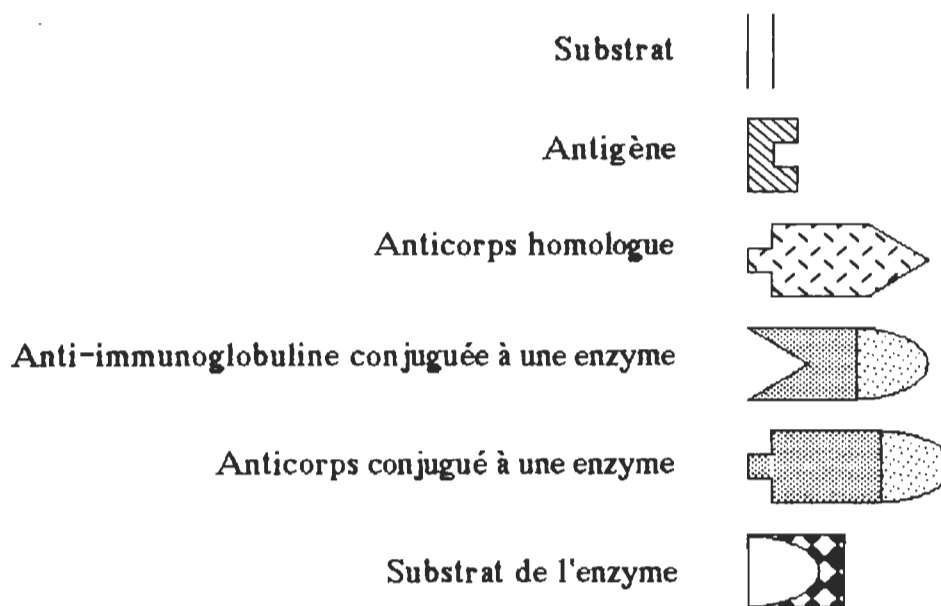 Substrat
Antigène
Anticorps homologue
Anti-immunoglobuline conjuguée à une enzyme
Anticorps conjugué à une enzyme
Substrat de l'enzyme